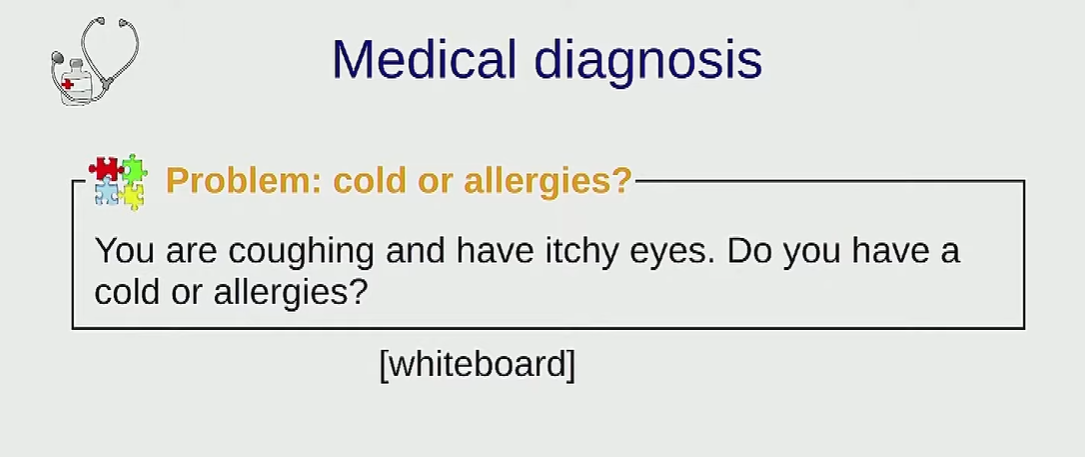 Medical diagnosis
Problem: cold or allergies?
You are coughing and have itchy eyes. Do you have a
cold or allergies?
[whiteboard]